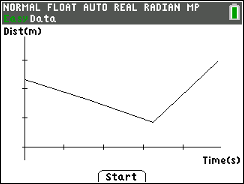 NORMAL FLOAT AUTO REAL RADIAN MP
Data
Dist(m)
Time(s)
Start